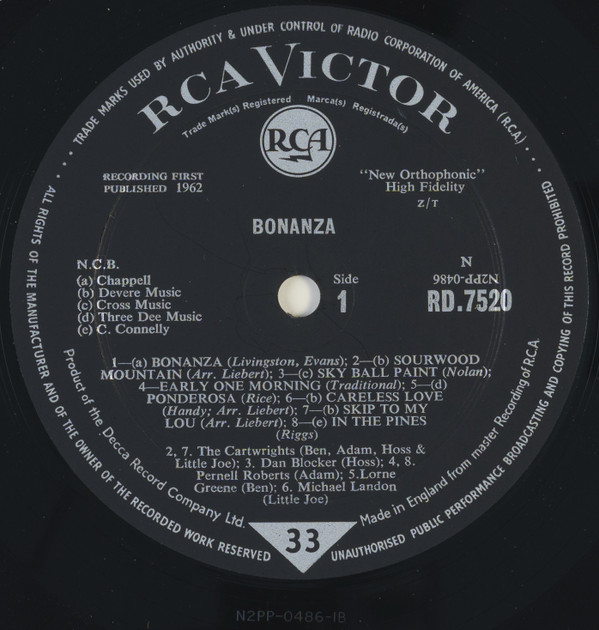 TRADE MARKS USED BY AUTHORITY & UNDER CONTROL OF RADIO CORPORATION OF AMERICA (R.C.A.)
RCA VICTOR
Trade Mark(s) Registered Marca(s) Registrada(s)
RCA
RECORDING FIRST
PUBLISHED 1962
"New Orthophonic"
High Fidelity
Z/T
BONANZA
N.C.B.
(a) Chappell
(b) Devere Music
(c) Cross Music
(d) Three Dee Music
(e) C. Connelly
Side
1
N
N2PP-0486
RD.7520
1—(a) BONANZA (Livingston, Evans); 2—(b) SOURWOOD
MOUNTAIN (Arr. Liebert); 3—(c) SKY BALL PAINT (Nolan);
4—EARLY ONE MORNING (Traditional); 5—(d)
PONDEROSA (Rice); 6—(b) CARELESS LOVE
(Handy; Arr. Liebert); 7—(b) SKIP TO MY
LOU (Arr. Liebert); 8—(e) IN THE PINES
(Riggs)
2, 7. The Cartwrights (Ben, Adam, Hoss &
Little Joe); 3. Dan Blocker (Hoss); 4, 8.
Pernell Roberts (Adam); 5.Lorne
Greene (Ben); 6. Michael Landon
(Little Joe)
Product of the Decca Record Company Ltd.
Made in England from master Recording of R.C.A.
33
ALL RIGHTS OF THE MANUFACTURER AND OF THE OWNER OF THE RECORDED WORK RESERVED
UNAUTHORISED PUBLIC PERFORMANCE BROADCASTING AND COPYING OF THIS RECORD PROHIBITED
N2PP-0486-1B